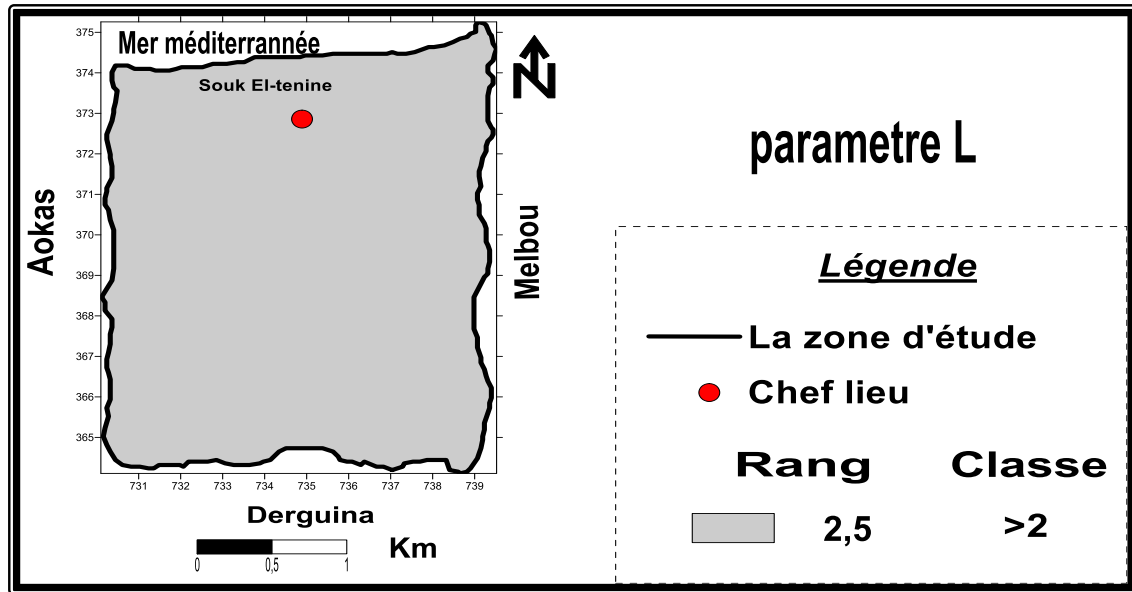 375
Mer méditerrannée
374
Souk El-tenine
373
372
371
370
369
368
367
366
365
Aokas
Melbou
731 732 733 734 735 736 737 738 739
Derguina
Km
0 0,5 1
N
parametre L
Légende
La zone d'étude
Chef lieu
Rang Classe
2,5 >2